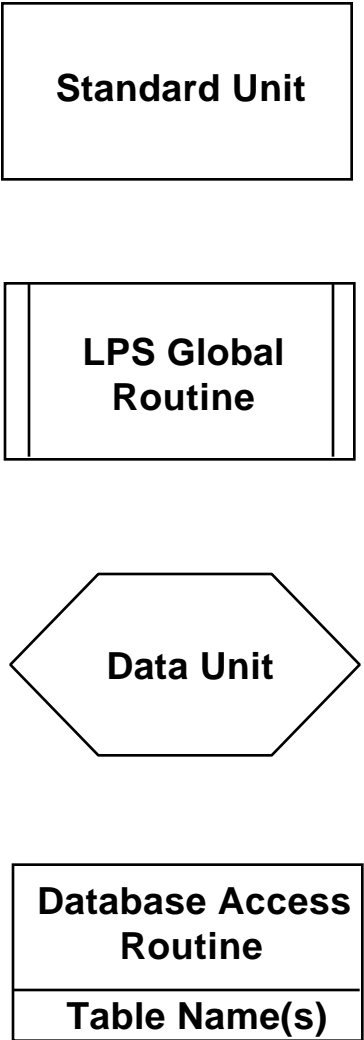 Standard Unit
LPS Global
Routine
Data Unit
Database Access
Routine
Table Name(s)